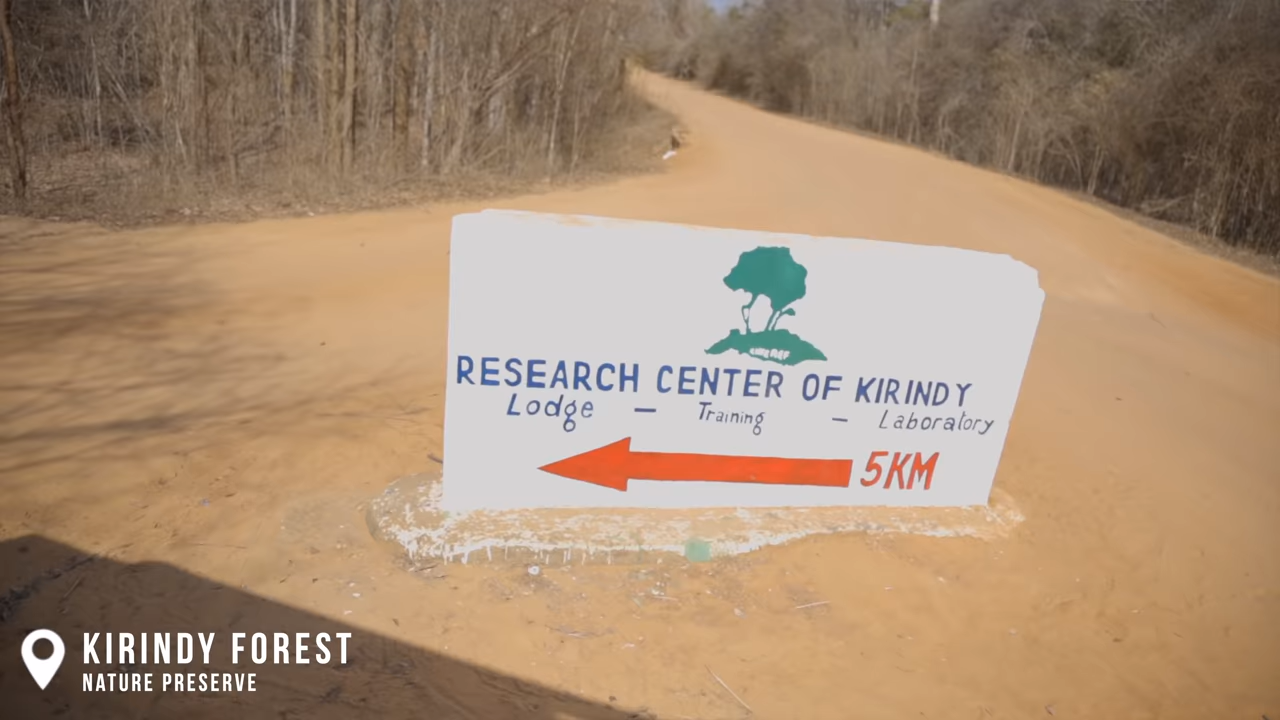 RESEARCH CENTER OF KIRINDY
Lodge – Training – Laboratory
5KM
KIRINDY FOREST
NATURE PRESERVE